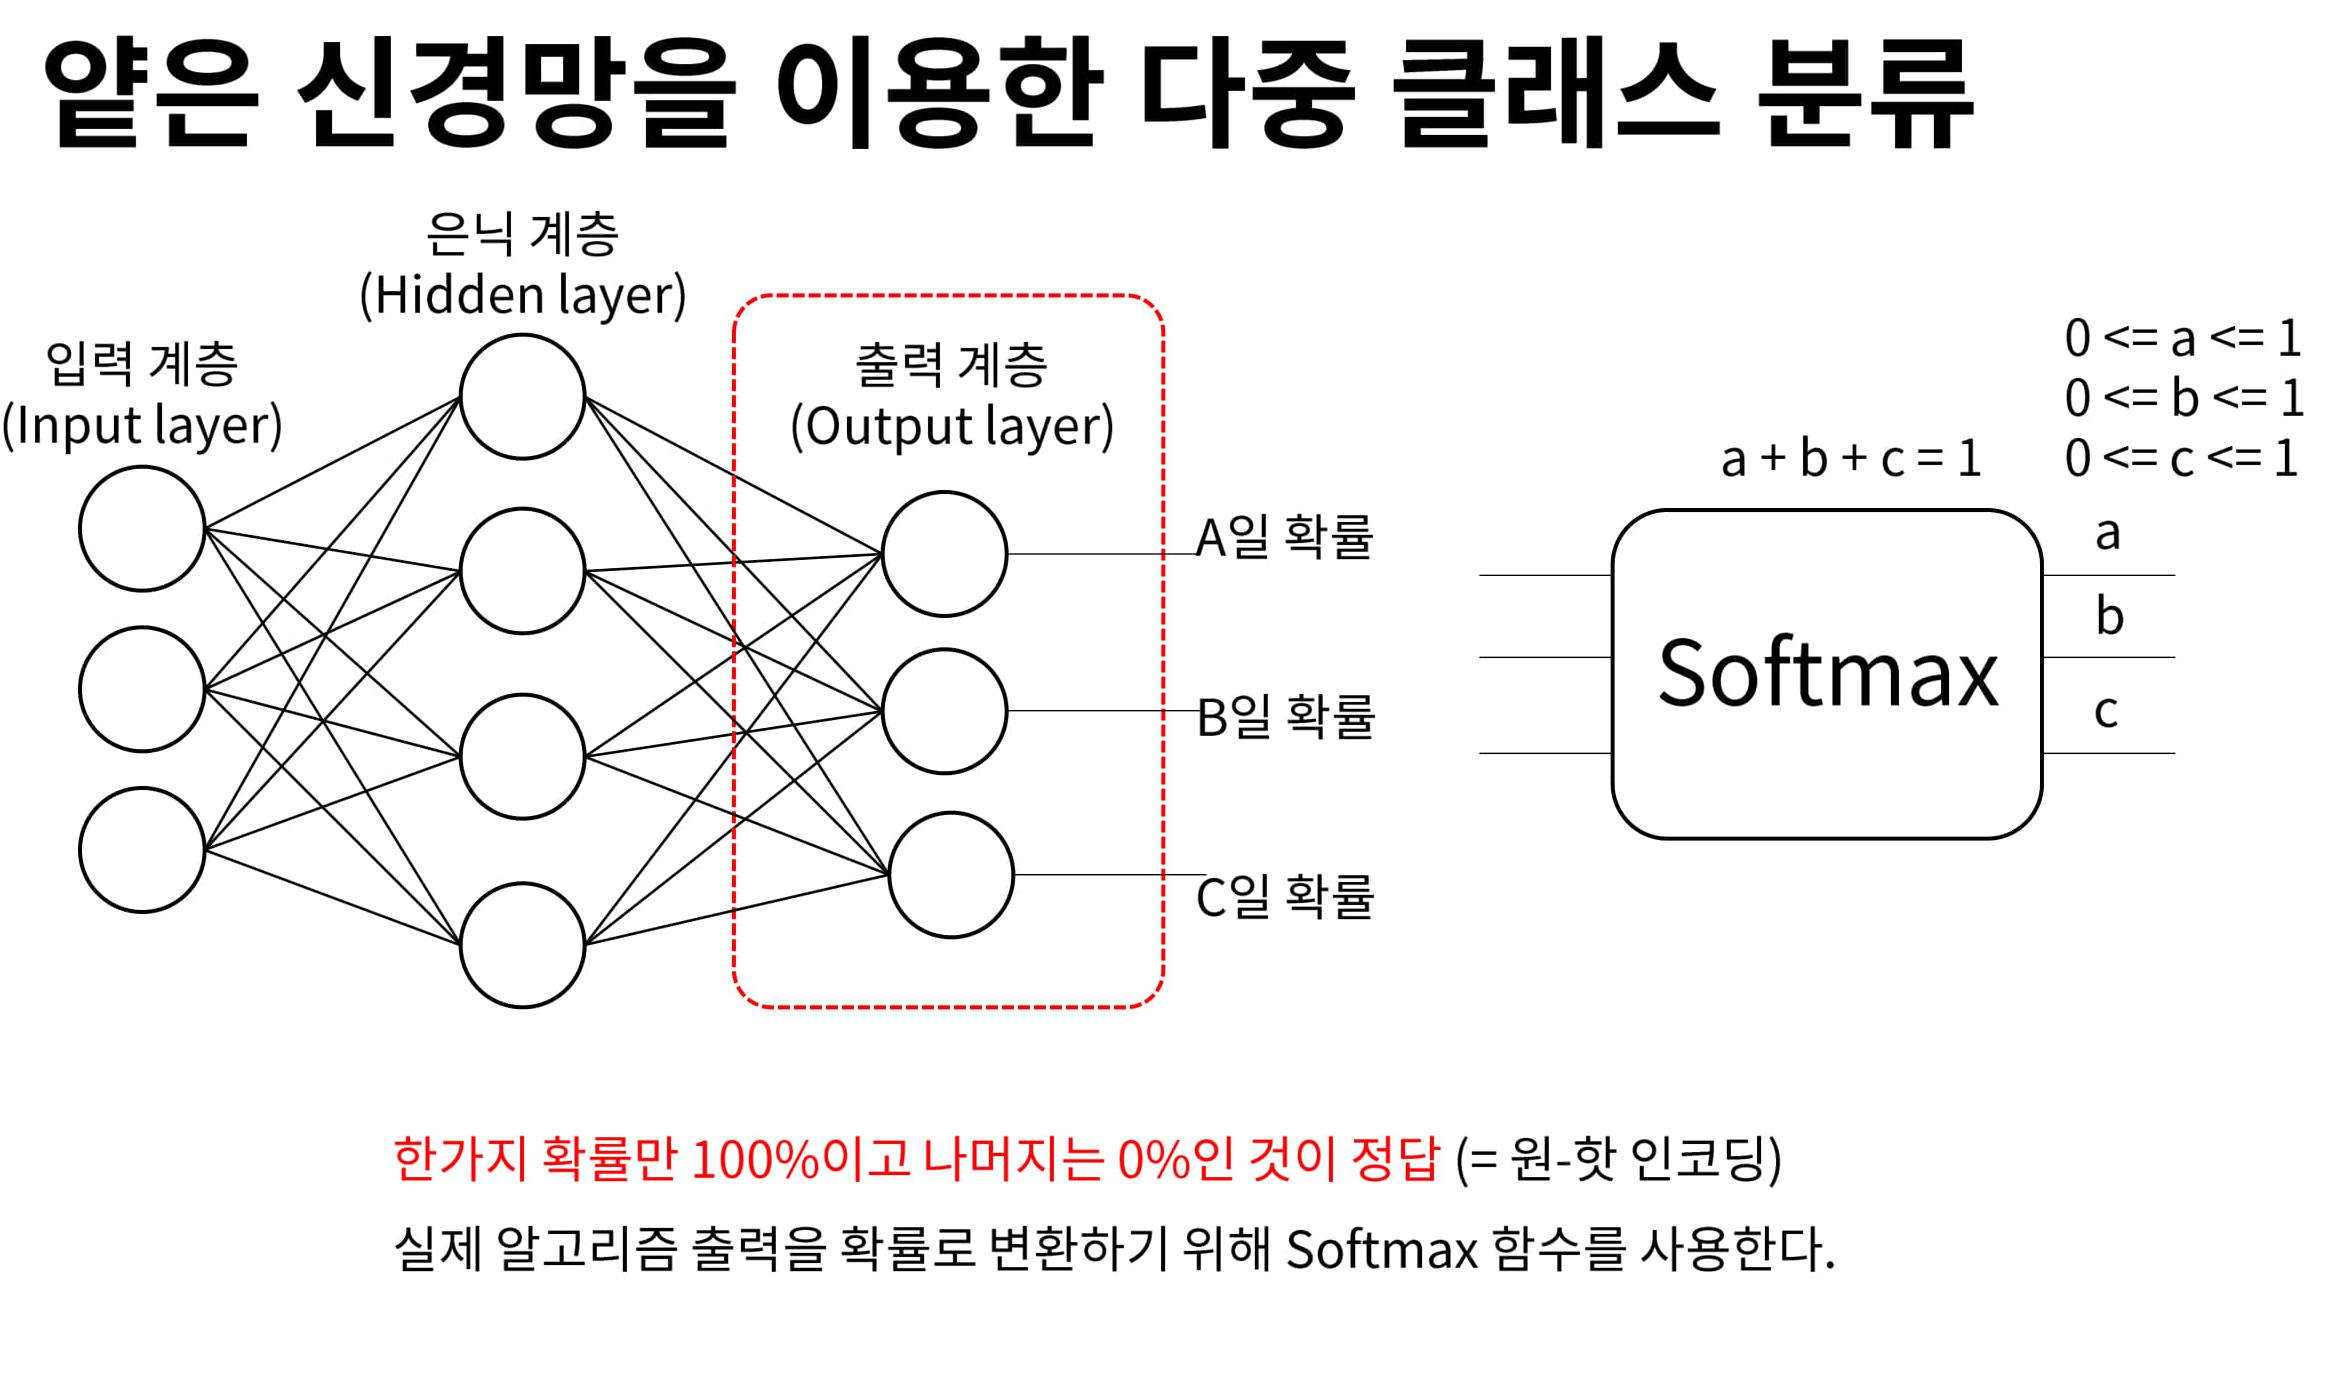 얕은 신경망을 이용한 다중 클래스 분류
은닉 계층
(Hidden layer)
입력 계층
(Input layer)
출력 계층
(Output layer)
A일 확률
B일 확률
C일 확률
0 <= a <= 1
0 <= b <= 1
0 <= c <= 1
a + b + c = 1
Softmax
a
b
c
한가지 확률만 100%이고 나머지는 0%인 것이 정답 (= 원-핫 인코딩)
실제 알고리즘 출력을 확률로 변환하기 위해 Softmax 함수를 사용한다.